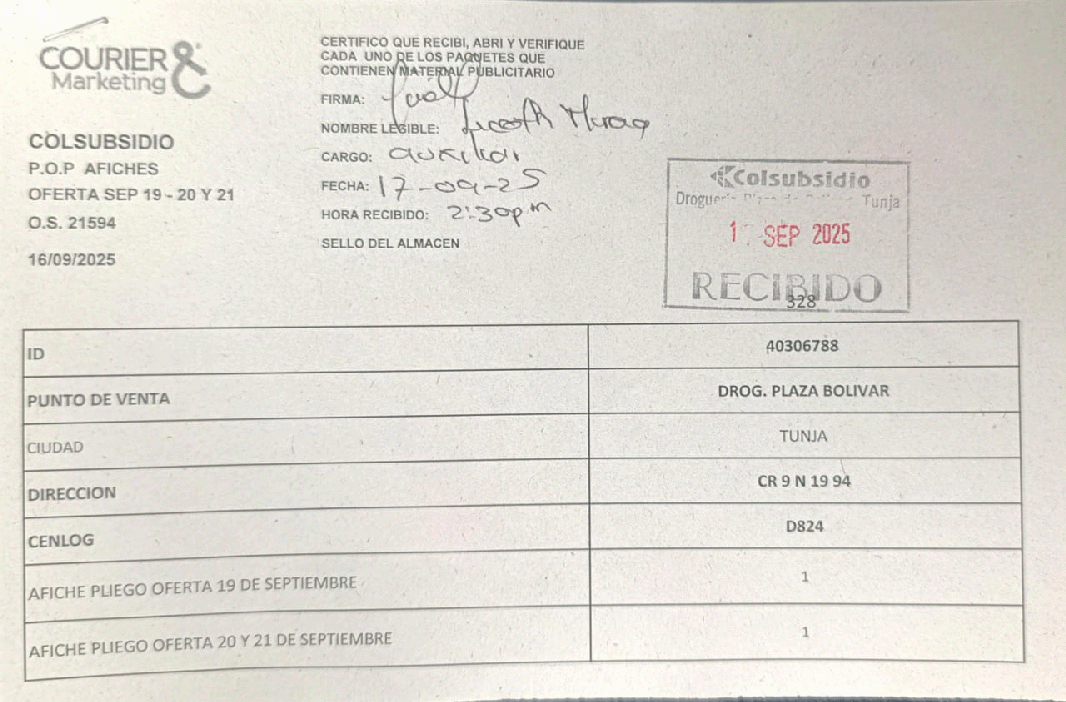 COURIER &
Marketing
COLSUBSIDIO
P.O.P AFICHES
OFERTA SEP 19 - 20 Y 21
O.S. 21594
16/09/2025
CERTIFICO QUE RECIBI, ABRI Y VERIFIQUE
CADA UNO DE LOS PAQUETES QUE
CONTIENEN MATERIAL PUBLICITARIO
FIRMA:
NOMBRE LEGIBLE:
CARGO: auxiliar
FECHA: 17-09-25
HORA RECIBIDO: 2:30pm
SELLO DEL ALMACEN
Colsubsidio
Tunja
SEP 2025
RECIBIDO
328
ID 40306788
PUNTO DE VENTA DROG. PLAZA BOLIVAR
CIUDAD TUNJA
DIRECCION CR 9 N 19 94
CENLOG D824
AFICHE PLIEGO OFERTA 19 DE SEPTIEMBRE 1
AFICHE PLIEGO OFERTA 20 Y 21 DE SEPTIEMBRE 1